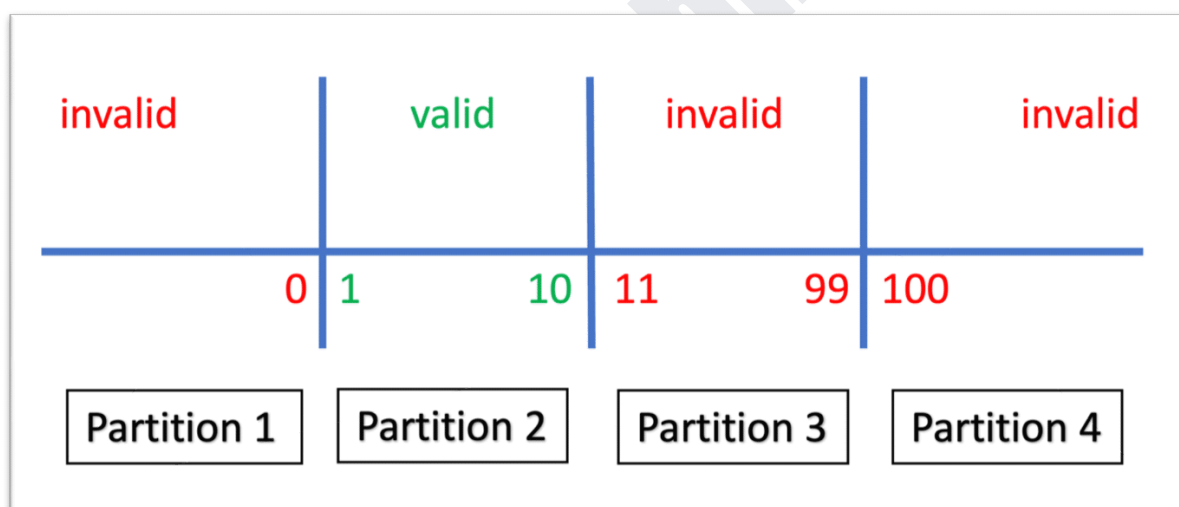 invalid valid invalid invalid
0 1 10 11 99 100
Partition 1 Partition 2 Partition 3 Partition 4